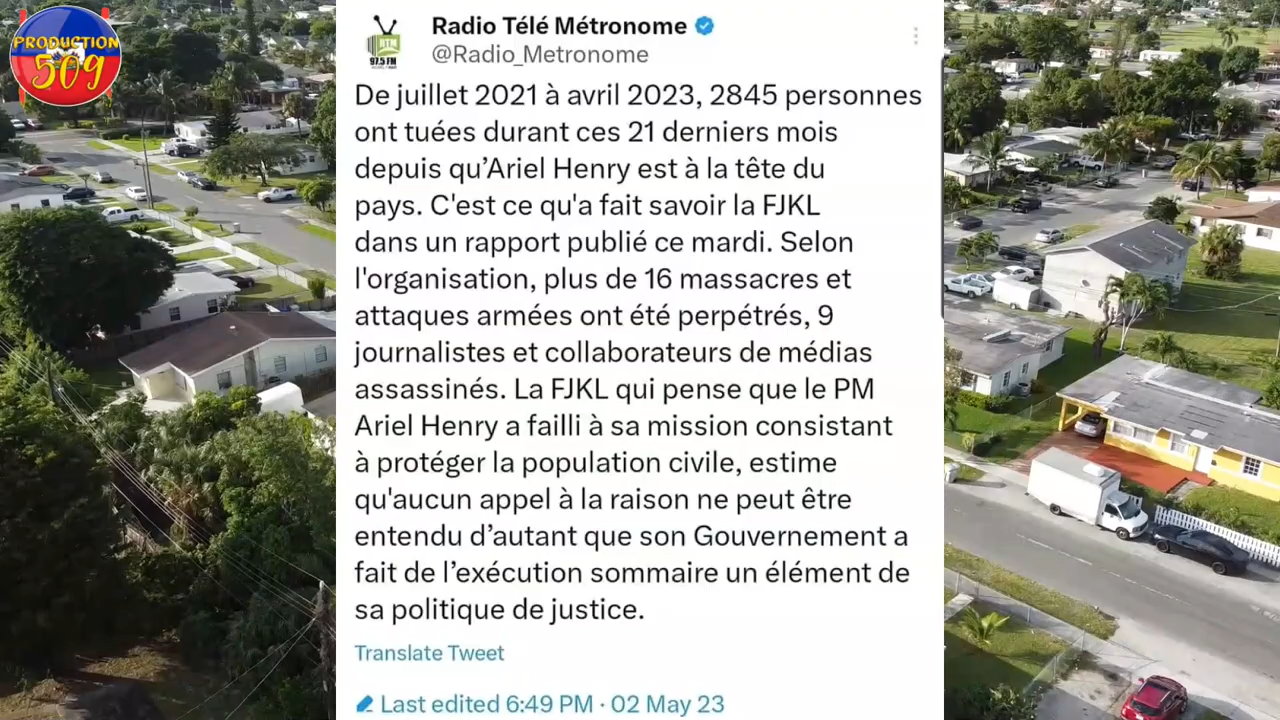 PRODUCTION
509
Radio Télé Métronome
@Radio_Metronome
97.5 FM
De juillet 2021 à avril 2023, 2845 personnes
ont tuées durant ces 21 derniers mois
depuis qu’Ariel Henry est à la tête du
pays. C'est ce qu'a fait savoir la FJKL
dans un rapport publié ce mardi. Selon
l'organisation, plus de 16 massacres et
attaques armées ont été perpétrés, 9
journalistes et collaborateurs de médias
assassinés. La FJKL qui pense que le PM
Ariel Henry a failli à sa mission consistant
à protéger la population civile, estime
qu'aucun appel à la raison ne peut être
entendu d’autant que son Gouvernement a
fait de l’exécution sommaire un élément de
sa politique de justice.
Translate Tweet
Last edited 6:49 PM · 02 May 23